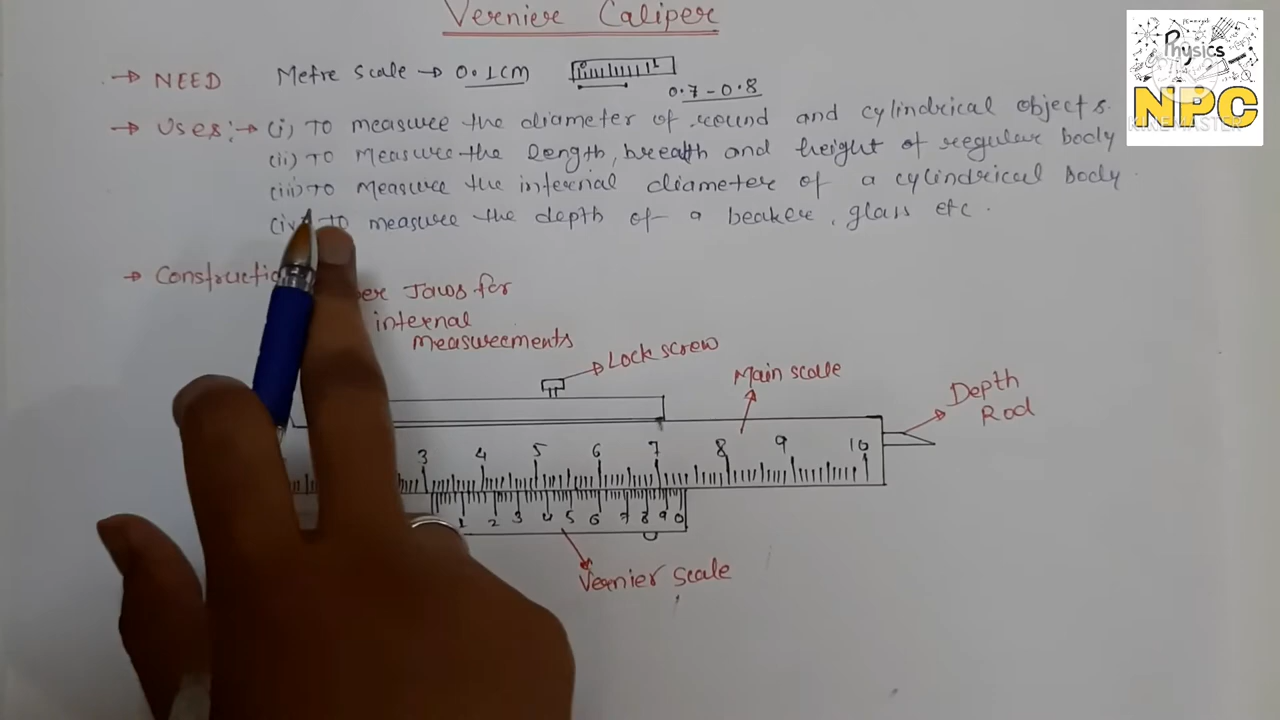 Vernier Caliper
→ NEED Metre scale → 0.1cm
0.7 - 0.8
→ Uses:→ (i) To measure the diameter of round and cylindrical objects.
(ii) To measure the length, breath and height of regular body
(iii) To measure the internal diameter of a cylindrical body.
(iv) To measure the depth of a beaker, glass etc.
→ Construction
Jaws for
internal
measurements
Lock screw
Main scale
Depth
Rod
3 4 5 6 7 8 9 10
1 2 3 4 5 6 7 8 9 0
Vernier scale
Physics
NPC